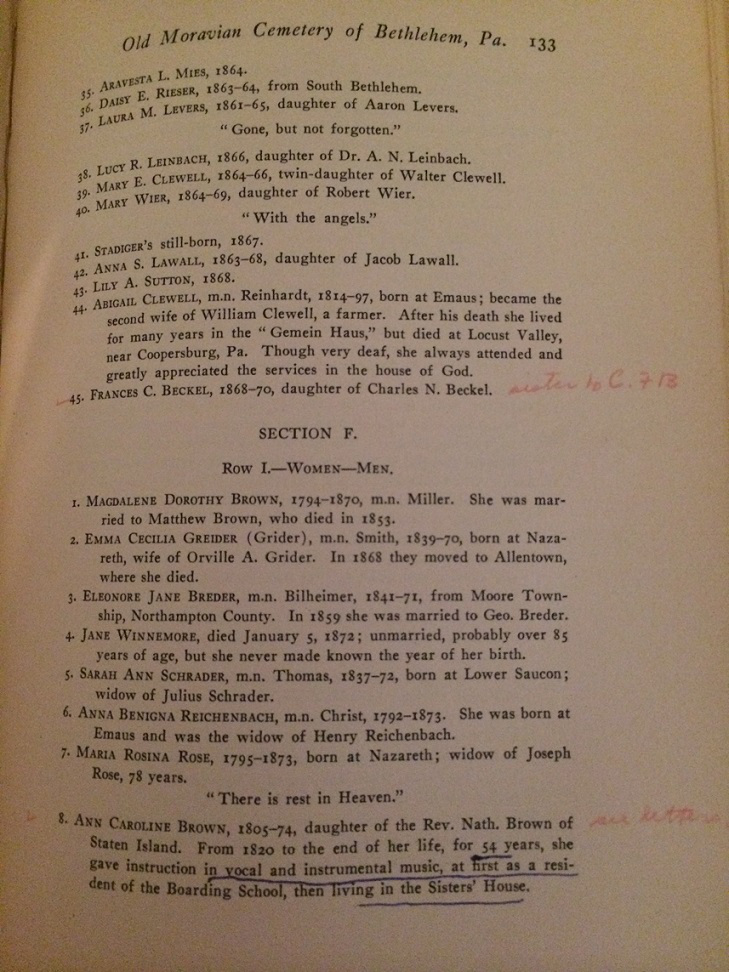 Old Moravian Cemetery of Bethlehem, Pa. 133
35. Aravesta L. Mies, 1864.
36. Daisy E. Rieser, 1863–64, from South Bethlehem.
37. Laura M. Levers, 1861–65, daughter of Aaron Levers.
"Gone, but not forgotten."
38. Lucy R. Leinbach, 1866, daughter of Dr. A. N. Leinbach.
39. Mary E. Clewell, 1864–66, twin-daughter of Walter Clewell.
40. Mary Wier, 1864–69, daughter of Robert Wier.
"With the angels."
41. Stadiger's still-born, 1867.
42. Anna S. Lawall, 1863–68, daughter of Jacob Lawall.
43. Lily A. Sutton, 1868.
44. Abigail Clewell, m.n. Reinhardt, 1814–97, born at Emaus; became the
second wife of William Clewell, a farmer. After his death she lived
for many years in the "Gemein Haus," but died at Locust Valley,
near Coopersburg, Pa. Though very deaf, she always attended and
greatly appreciated the services in the house of God.
45. Frances C. Beckel, 1868–70, daughter of Charles N. Beckel. sister to C. F B
SECTION F.
Row I.—Women—Men.
1. Magdalene Dorothy Brown, 1794–1870, m.n. Miller. She was mar-
ried to Matthew Brown, who died in 1853.
2. Emma Cecilia Greider (Grider), m.n. Smith, 1839–70, born at Naza-
reth, wife of Orville A. Grider. In 1868 they moved to Allentown,
where she died.
3. Eleonore Jane Breder, m.n. Bilheimer, 1841–71, from Moore Town-
ship, Northampton County. In 1859 she was married to Geo. Breder.
4. Jane Winnemore, died January 5, 1872; unmarried, probably over 85
years of age, but she never made known the year of her birth.
5. Sarah Ann Schrader, m.n. Thomas, 1837–72, born at Lower Saucon;
widow of Julius Schrader.
6. Anna Benigna Reichenbach, m.n. Christ, 1792–1873. She was born at
Emaus and was the widow of Henry Reichenbach.
7. Maria Rosina Rose, 1795–1873, born at Nazareth; widow of Joseph
Rose, 78 years.
"There is rest in Heaven."
8. Ann Caroline Brown, 1805–74, daughter of the Rev. Nath. Brown of see letters
Staten Island. From 1820 to the end of her life, for 54 years, she
gave instruction in vocal and instrumental music, at first as a resi-
dent of the Boarding School, then living in the Sisters' House.